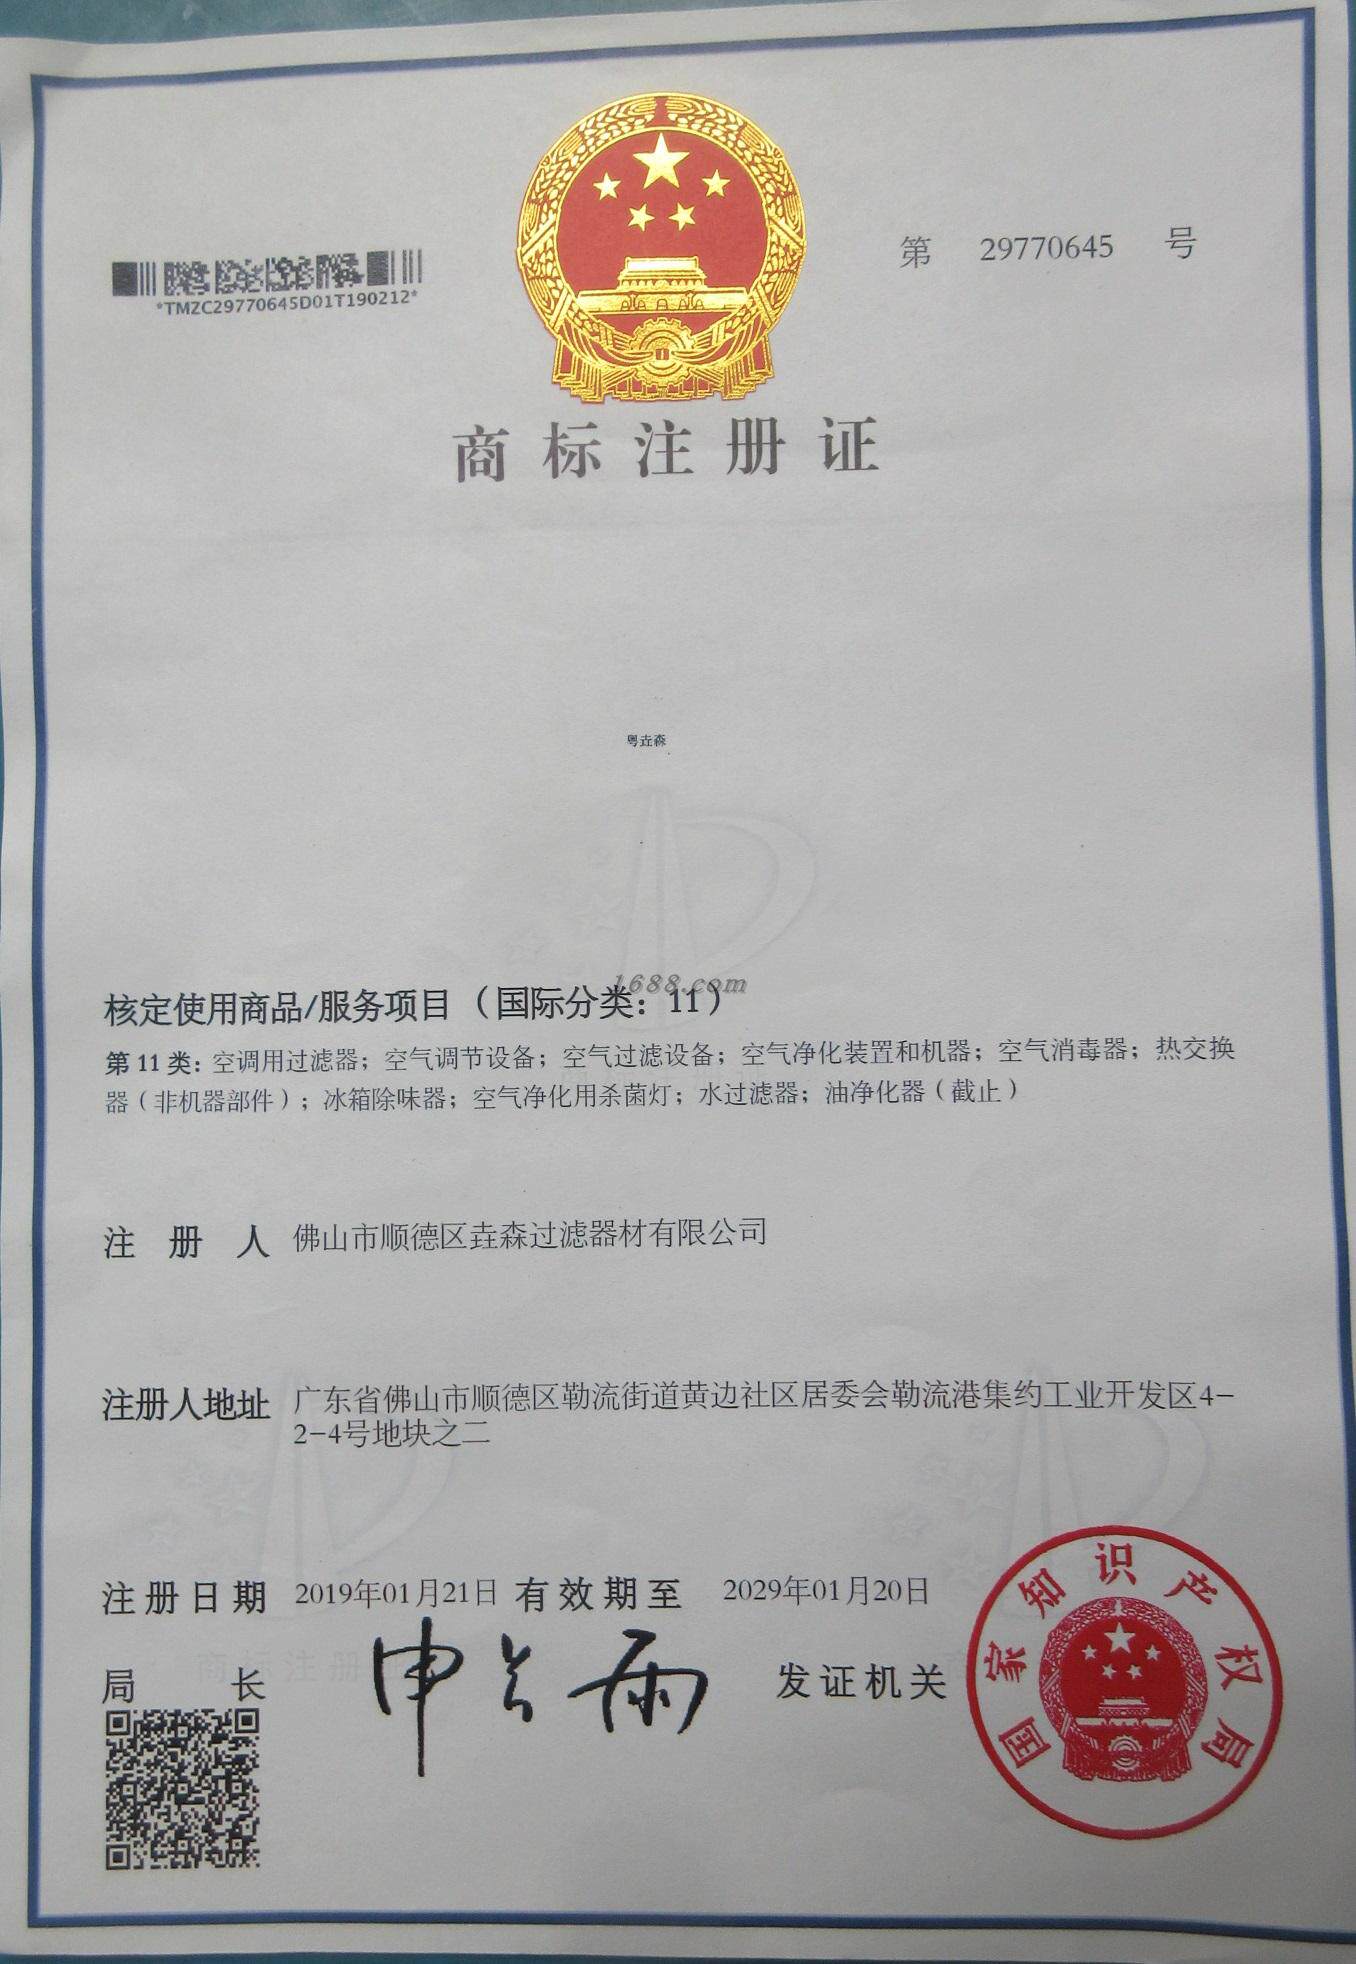 第 29770645 号
*TMZC29770645D01T190212*
商标注册证
粤垚森
1688.com
核定使用商品/服务项目（国际分类：11）
第11类：空调用过滤器；空气调节设备；空气过滤设备；空气净化装置和机器；空气消毒器；热交换
器（非机器部件）；冰箱除味器；空气净化用杀菌灯；水过滤器；油净化器（截止）
注册人 佛山市顺德区垚森过滤器材有限公司
注册人地址 广东省佛山市顺德区勒流街道黄边社区居委会勒流港集约工业开发区4-
2-4号地块之二
注册日期 2019年01月21日 有效期至 2029年01月20日
局长 申长雨 发证机关
国家知识产权局
商标注册证